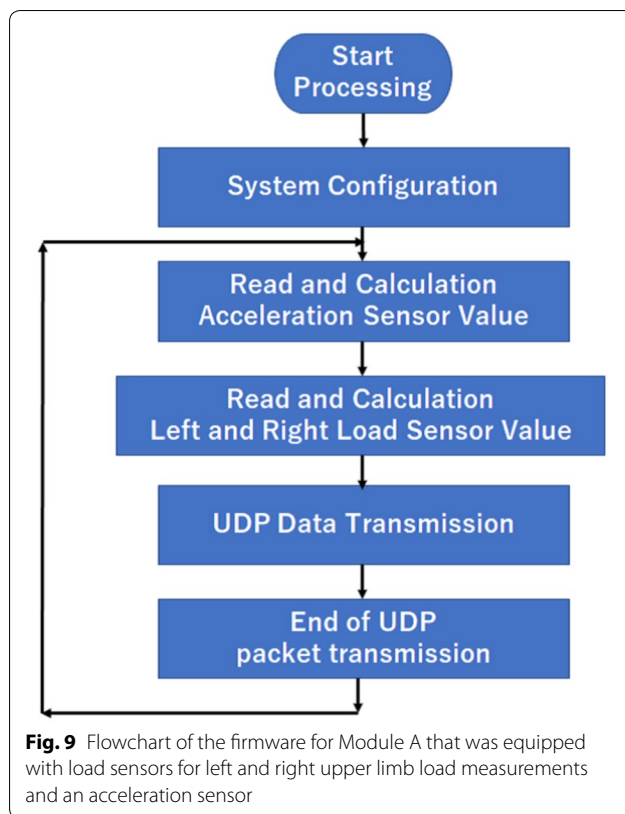 Start
Processing
System Configuration
Read and Calculation
Acceleration Sensor Value
Read and Calculation
Left and Right Load Sensor Value
UDP Data Transmission
End of UDP
packet transmission
Fig. 9 Flowchart of the firmware for Module A that was equipped
with load sensors for left and right upper limb load measurements
and an acceleration sensor